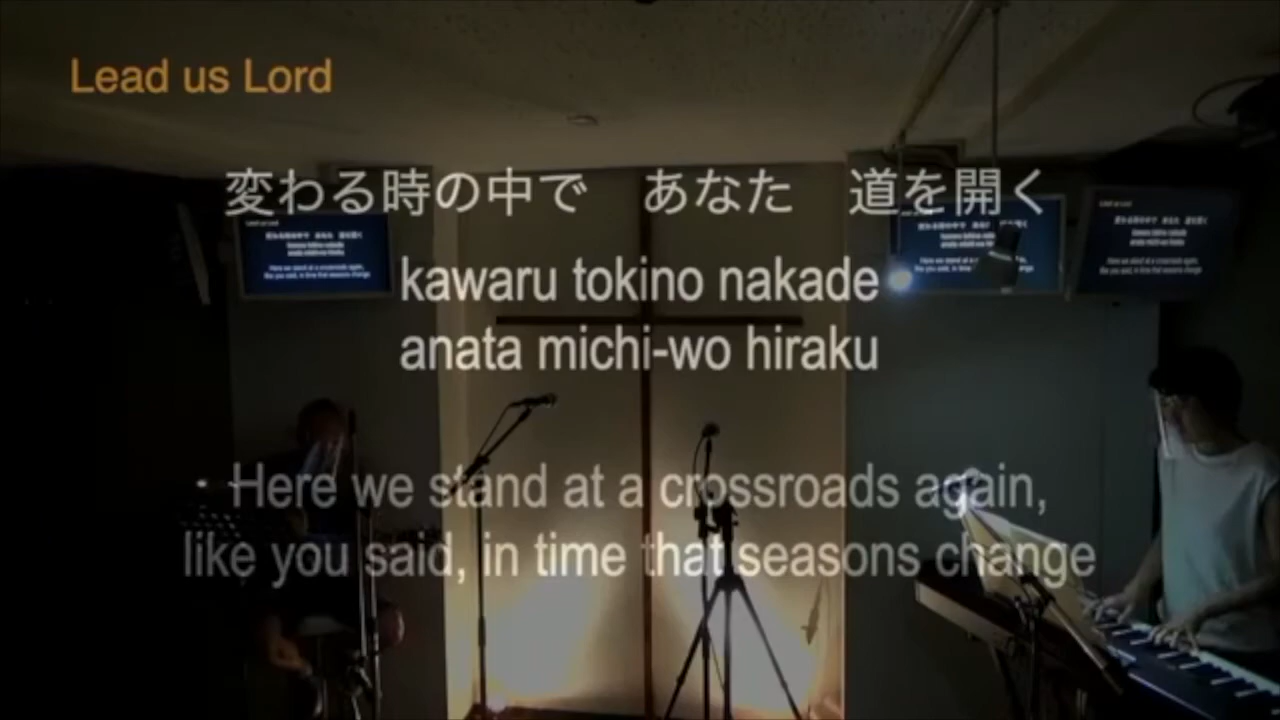 Lead us Lord
変わる時の中で　あなた　道を開く
kawaru tokino nakade
anata michi-wo hiraku
Here we stand at a crossroads again,
like you said, in time that seasons change